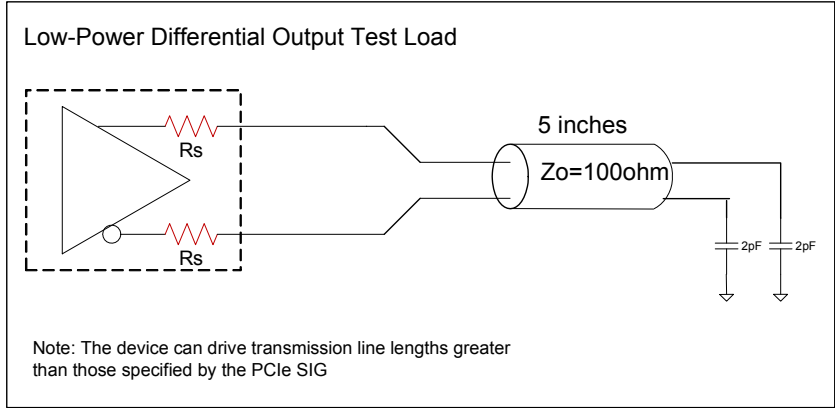 Low-Power Differential Output Test Load
Rs
Rs
5 inches
Zo=100ohm
2pF
2pF
Note: The device can drive transmission line lengths greater
than those specified by the PCIe SIG